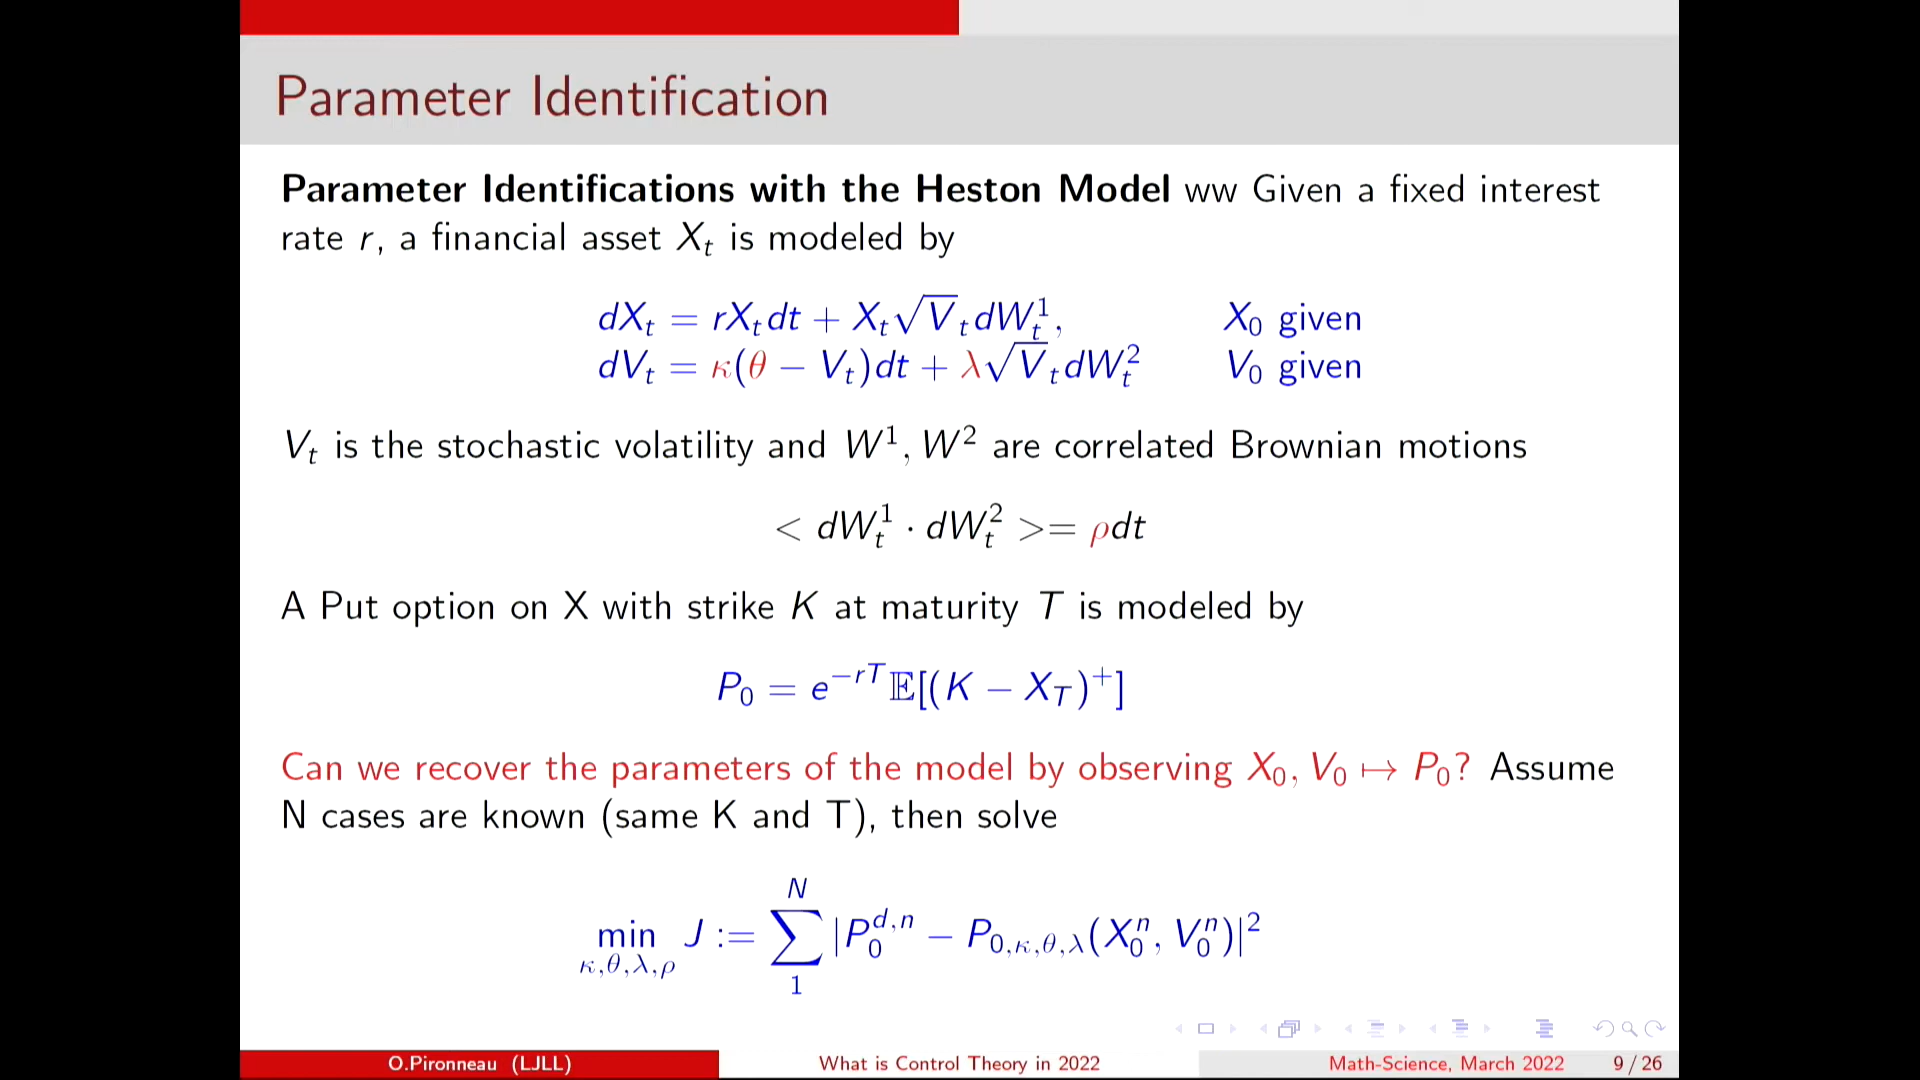 Parameter Identification
Parameter Identifications with the Heston Model ww Given a fixed interest
rate r, a financial asset X_t is modeled by
dX_t = rX_t dt + X_t √V_t dW_t^1, X_0 given
dV_t = κ(θ − V_t)dt + λ√V_t dW_t^2 V_0 given
V_t is the stochastic volatility and W^1, W^2 are correlated Brownian motions
< dW_t^1 · dW_t^2 >= ρdt
A Put option on X with strike K at maturity T is modeled by
P_0 = e^{−rT} 𝔼[(K − X_T)^+]
Can we recover the parameters of the model by observing X_0, V_0 ↦ P_0? Assume
N cases are known (same K and T), then solve
min_{κ,θ,λ,ρ} J := ∑_1^N |P_0^{d,n} − P_{0,κ,θ,λ}(X_0^n, V_0^n)|^2
O.Pironneau (LJLL) What is Control Theory in 2022 Math-Science, March 2022 9 / 26